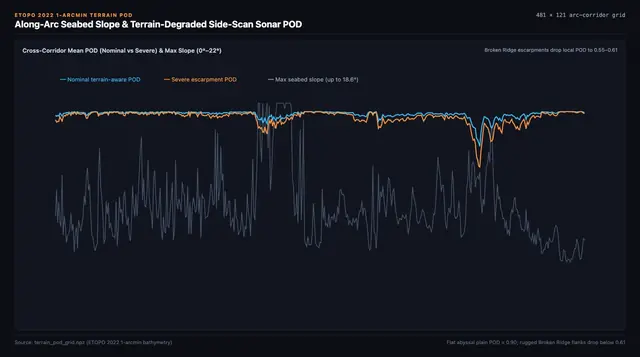 ETOPO 2022 1-ARCMIN TERRAIN POD
481 × 121 arc-corridor grid
Along-Arc Seabed Slope & Terrain-Degraded Side-Scan Sonar POD
Cross-Corridor Mean POD (Nominal vs Severe) & Max Slope (0°–22°)
Broken Ridge escarpments drop local POD to 0.55–0.61
Nominal terrain-aware POD
Severe escarpment POD
Max seabed slope (up to 18.6°)
Source: terrain_pod_grid.npz (ETOPO 2022 1-arcmin bathymetry)
Flat abyssal plain POD ≥ 0.90; rugged Broken Ridge flanks drop below 0.61